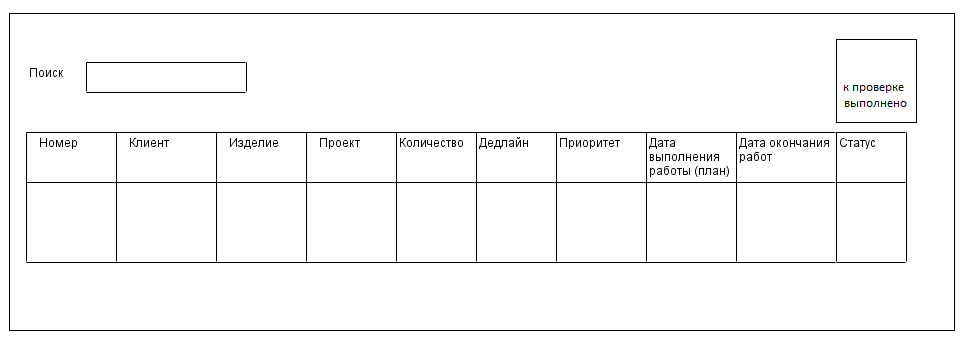 Поиск
к проверке
выполнено
Номер
Клиент
Изделие
Проект
Количество
Дедлайн
Приоритет
Дата
выполнения
работы (план)
Дата окончания
работ
Статус